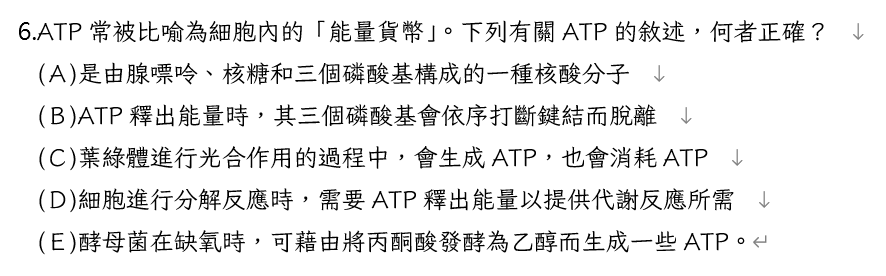 6.ATP 常被比喻為細胞內的「能量貨幣」。下列有關 ATP 的敘述，何者正確？ ↓
(A)是由腺嘌呤、核糖和三個磷酸基構成的一種核酸分子 ↓
(B)ATP 釋出能量時，其三個磷酸基會依序打斷鍵結而脫離 ↓
(C)葉綠體進行光合作用的過程中，會生成 ATP，也會消耗 ATP ↓
(D)細胞進行分解反應時，需要 ATP 釋出能量以提供代謝反應所需 ↓
(E)酵母菌在缺氧時，可藉由將丙酮酸發酵為乙醇而生成一些 ATP。↵